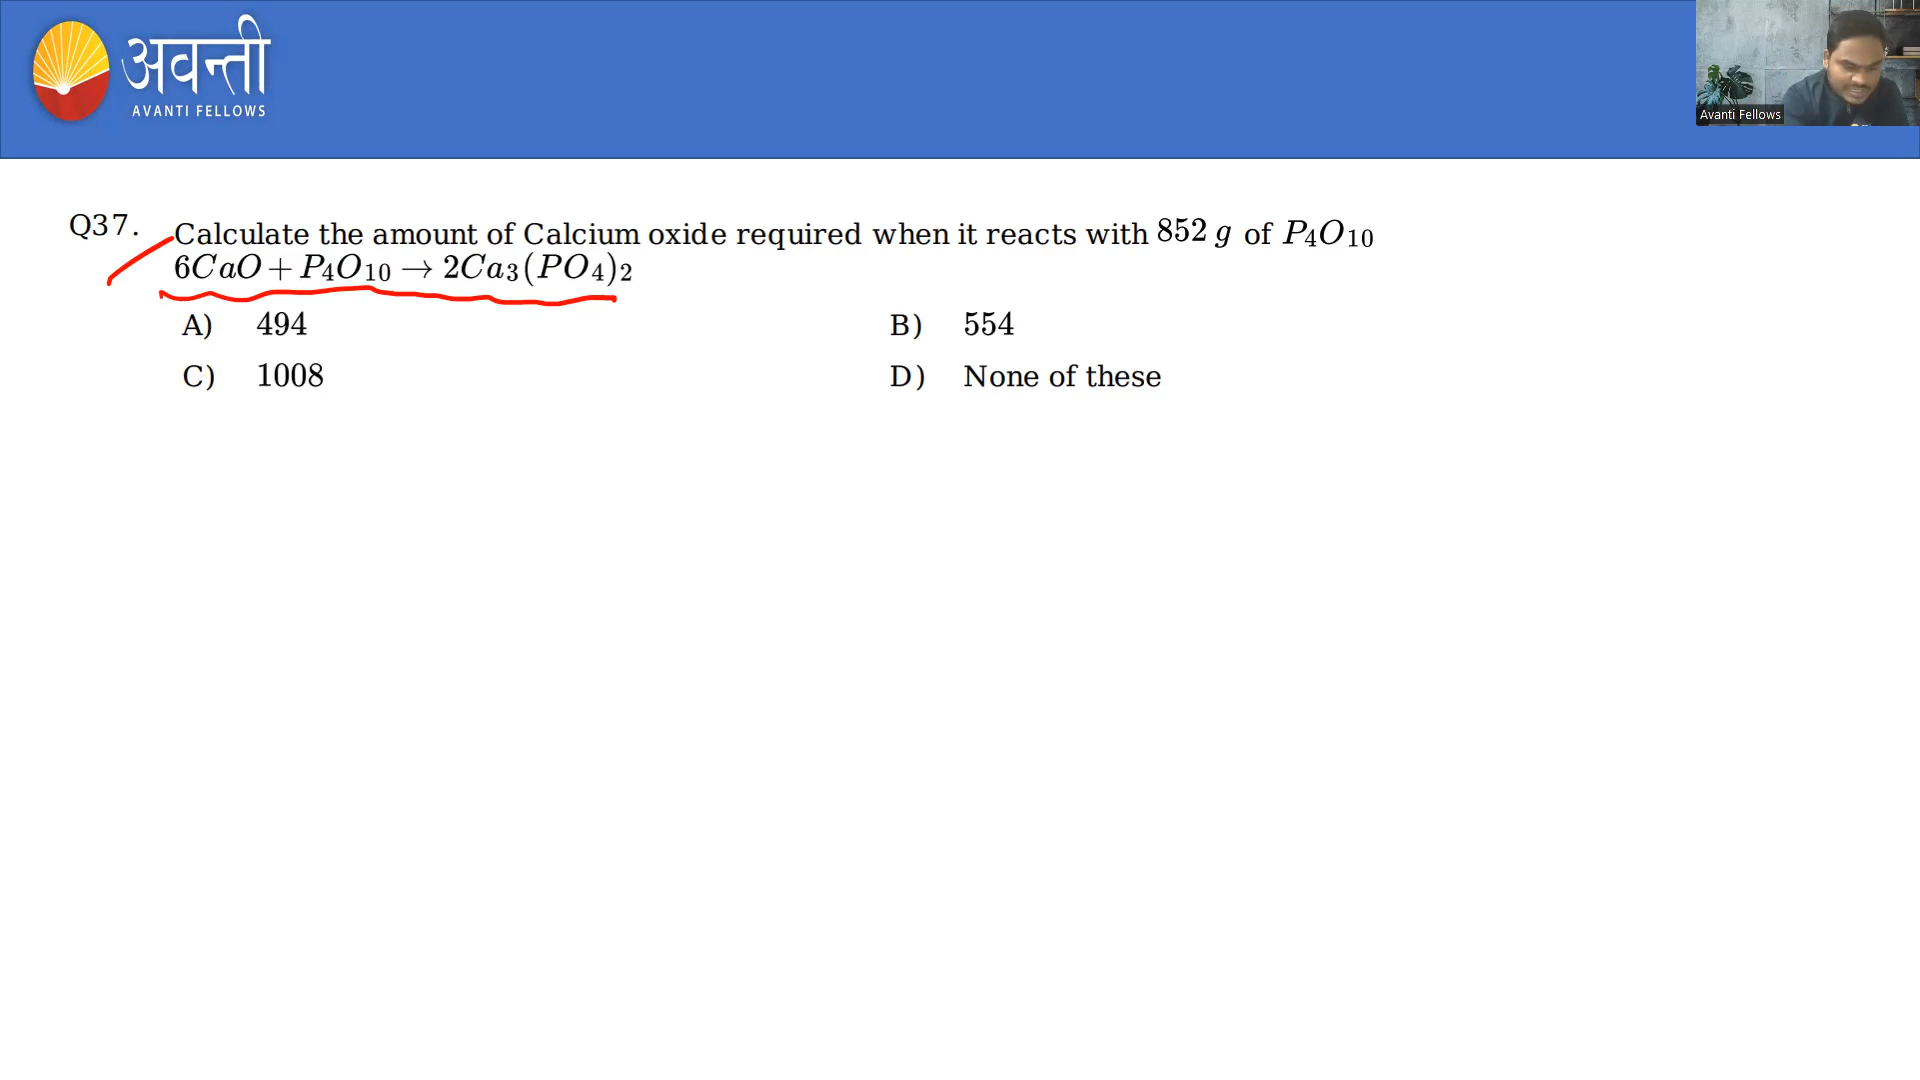 अवन्ती
AVANTI FELLOWS
Avanti Fellows
Q37. Calculate the amount of Calcium oxide required when it reacts with 852 g of P₄O₁₀
6CaO + P₄O₁₀ → 2Ca₃(PO₄)₂
A) 494 B) 554
C) 1008 D) None of these